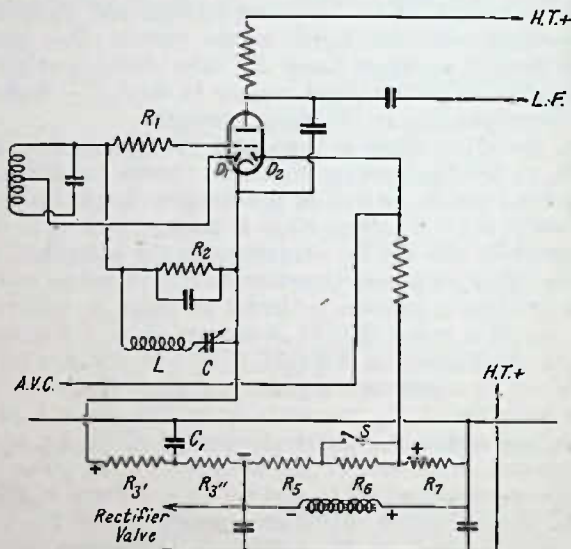 H.T.+
L.F.
R1
D1 D2
R2
L C
A.V.C.
H.T.+
C1
S
+ − +
R3' R3" R5 R6 R7
− +
Rectifier
Valve